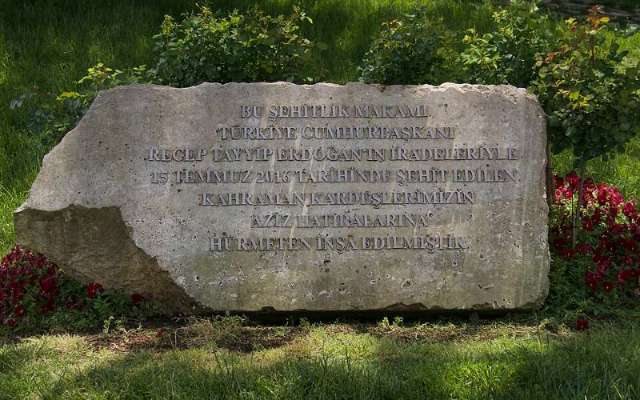 BU ŞEHİTLİK MAKAMI
TÜRKİYE CUMHURBAŞKANI
RECEP TAYYİP ERDOĞAN'IN İRADELERİYLE
15 TEMMUZ 2016 TARİHİNDE ŞEHİT EDİLEN
KAHRAMAN KARDEŞLERİMİZİN
AZİZ HATIRALARINA
HÜRMETEN İNŞÂ EDİLMİŞTİR.